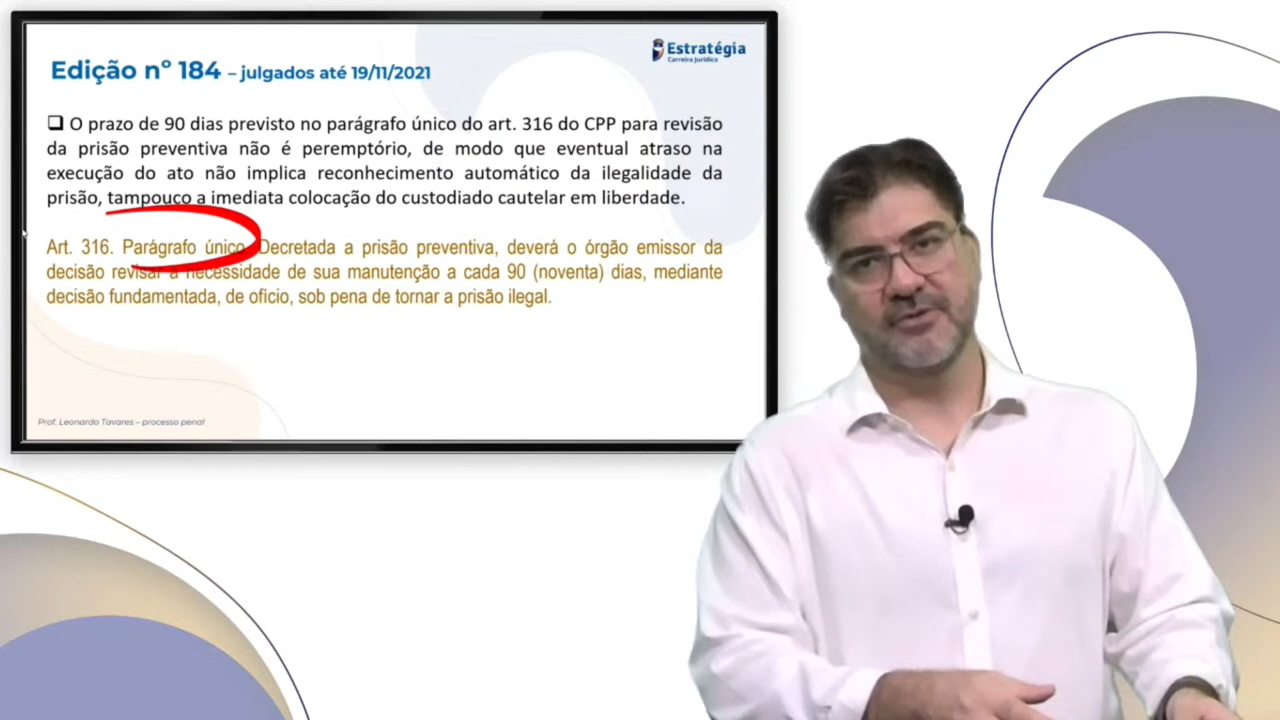 Estratégia
Carreira Jurídica
Edição nº 184 – julgados até 19/11/2021
❑ O prazo de 90 dias previsto no parágrafo único do art. 316 do CPP para revisão
da prisão preventiva não é peremptório, de modo que eventual atraso na
execução do ato não implica reconhecimento automático da ilegalidade da
prisão, tampouco a imediata colocação do custodiado cautelar em liberdade.
Art. 316. Parágrafo único. Decretada a prisão preventiva, deverá o órgão emissor da
decisão revisar a necessidade de sua manutenção a cada 90 (noventa) dias, mediante
decisão fundamentada, de ofício, sob pena de tornar a prisão ilegal.
Prof. Leonardo Tavares – processo penal